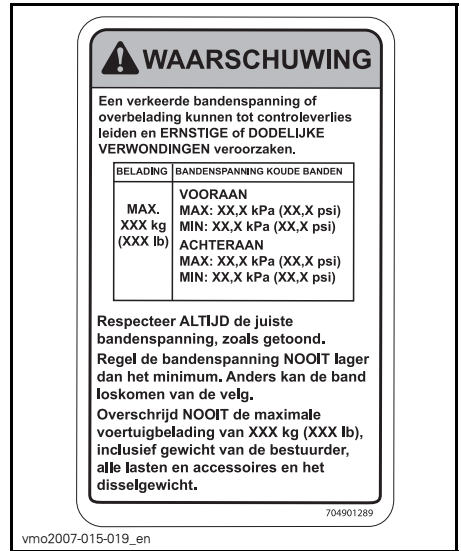 WAARSCHUWING
Een verkeerde bandenspanning of
overbelading kunnen tot controleverlies
leiden en ERNSTIGE of DODELIJKE
VERWONDINGEN veroorzaken.
BELADING BANDENSPANNING KOUDE BANDEN
MAX.
XXX kg
(XXX lb)
VOORAAN
MAX: XX,X kPa (XX,X psi)
MIN: XX,X kPa (XX,X psi)
ACHTERAAN
MAX: XX,X kPa (XX,X psi)
MIN: XX,X kPa (XX,X psi)
Respecteer ALTIJD de juiste
bandenspanning, zoals getoond.
Regel de bandenspanning NOOIT lager
dan het minimum. Anders kan de band
loskomen van de velg.
Overschrijd NOOIT de maximale
voertuigbelading van XXX kg (XXX lb),
inclusief gewicht van de bestuurder,
alle lasten en accessoires en het
disselgewicht.
704901289
vmo2007-015-019_en